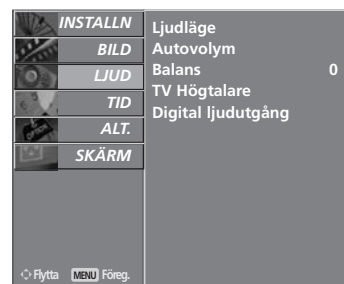 INSTALLN
BILD
LJUD
TID
ALT.
SKÄRM
Flytta MENU Föreg.
Ljudläge
Autovolym
Balans 0
TV Högtalare
Digital ljudutgång